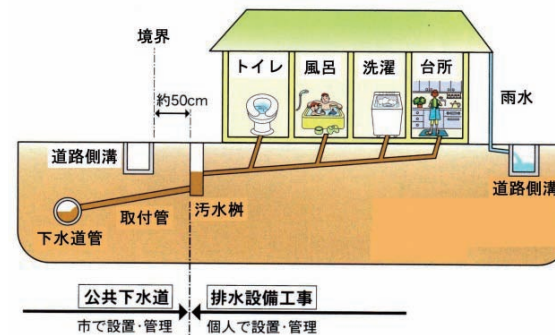 境界
約50cm
トイレ
風呂
洗濯
台所
雨水
道路側溝
道路側溝
取付管
汚水桝
下水道管
公共下水道
排水設備工事
市で設置・管理
個人で設置・管理